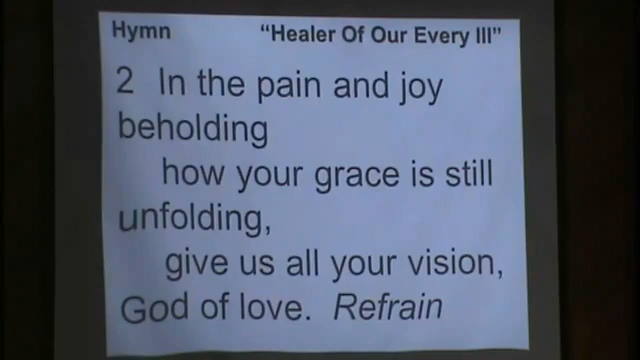 Hymn "Healer Of Our Every Ill"
2 In the pain and joy
beholding
how your grace is still
unfolding,
give us all your vision,
God of love. Refrain